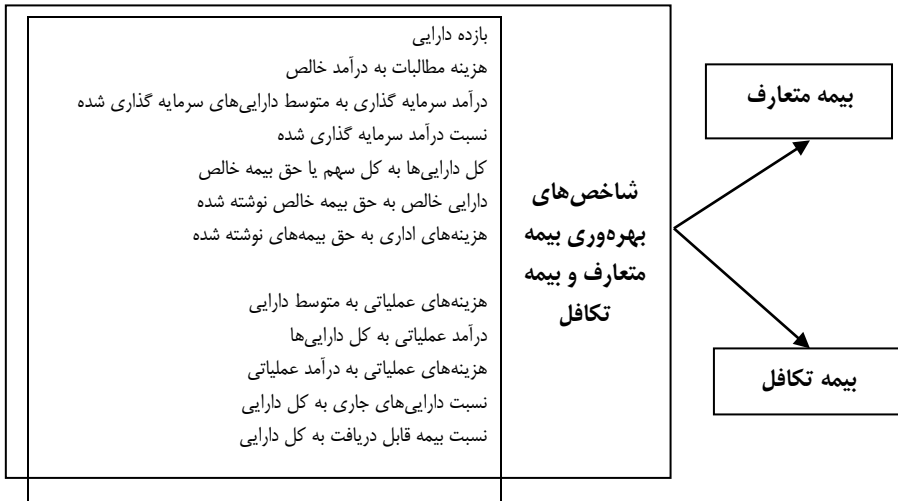 بازده دارایی
هزینه مطالبات به درآمد خالص
درآمد سرمایه گذاری به متوسط دارایی‌های سرمایه گذاری شده
نسبت درآمد سرمایه گذاری شده
کل دارایی‌ها به کل سهم یا حق بیمه خالص
دارایی خالص به حق بیمه خالص نوشته شده
هزینه‌های اداری به حق بیمه‌های نوشته شده
هزینه‌های عملیاتی به متوسط دارایی
درآمد عملیاتی به کل دارایی‌ها
هزینه‌های عملیاتی به درآمد عملیاتی
نسبت دارایی‌های جاری به کل دارایی
نسبت بیمه قابل دریافت به کل دارایی
شاخص‌های
بهره‌وری بیمه
متعارف و بیمه
تکافل
بیمه متعارف
بیمه تکافل